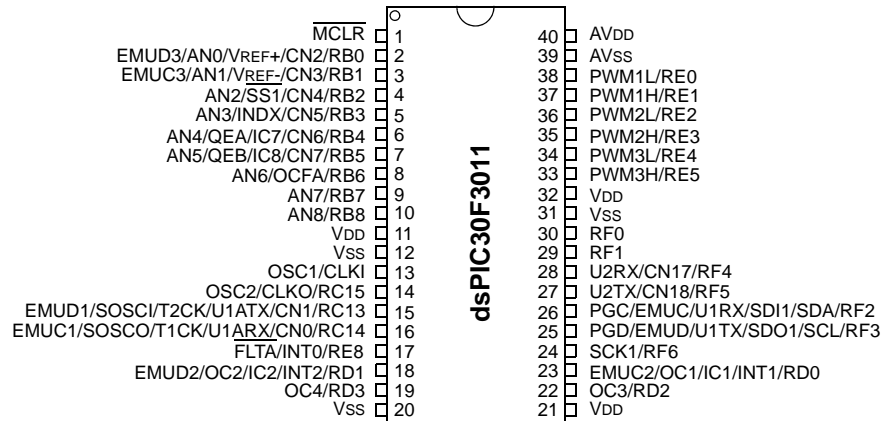 MCLR 1
EMUD3/AN0/VREF+/CN2/RB0 2
EMUC3/AN1/VREF-/CN3/RB1 3
AN2/SS1/CN4/RB2 4
AN3/INDX/CN5/RB3 5
AN4/QEA/IC7/CN6/RB4 6
AN5/QEB/IC8/CN7/RB5 7
AN6/OCFA/RB6 8
AN7/RB7 9
AN8/RB8 10
VDD 11
VSS 12
OSC1/CLKI 13
OSC2/CLKO/RC15 14
EMUD1/SOSCI/T2CK/U1ATX/CN1/RC13 15
EMUC1/SOSCO/T1CK/U1ARX/CN0/RC14 16
FLTA/INT0/RE8 17
EMUD2/OC2/IC2/INT2/RD1 18
OC4/RD3 19
VSS 20
dsPIC30F3011
40 AVDD
39 AVSS
38 PWM1L/RE0
37 PWM1H/RE1
36 PWM2L/RE2
35 PWM2H/RE3
34 PWM3L/RE4
33 PWM3H/RE5
32 VDD
31 VSS
30 RF0
29 RF1
28 U2RX/CN17/RF4
27 U2TX/CN18/RF5
26 PGC/EMUC/U1RX/SDI1/SDA/RF2
25 PGD/EMUD/U1TX/SDO1/SCL/RF3
24 SCK1/RF6
23 EMUC2/OC1/IC1/INT1/RD0
22 OC3/RD2
21 VDD